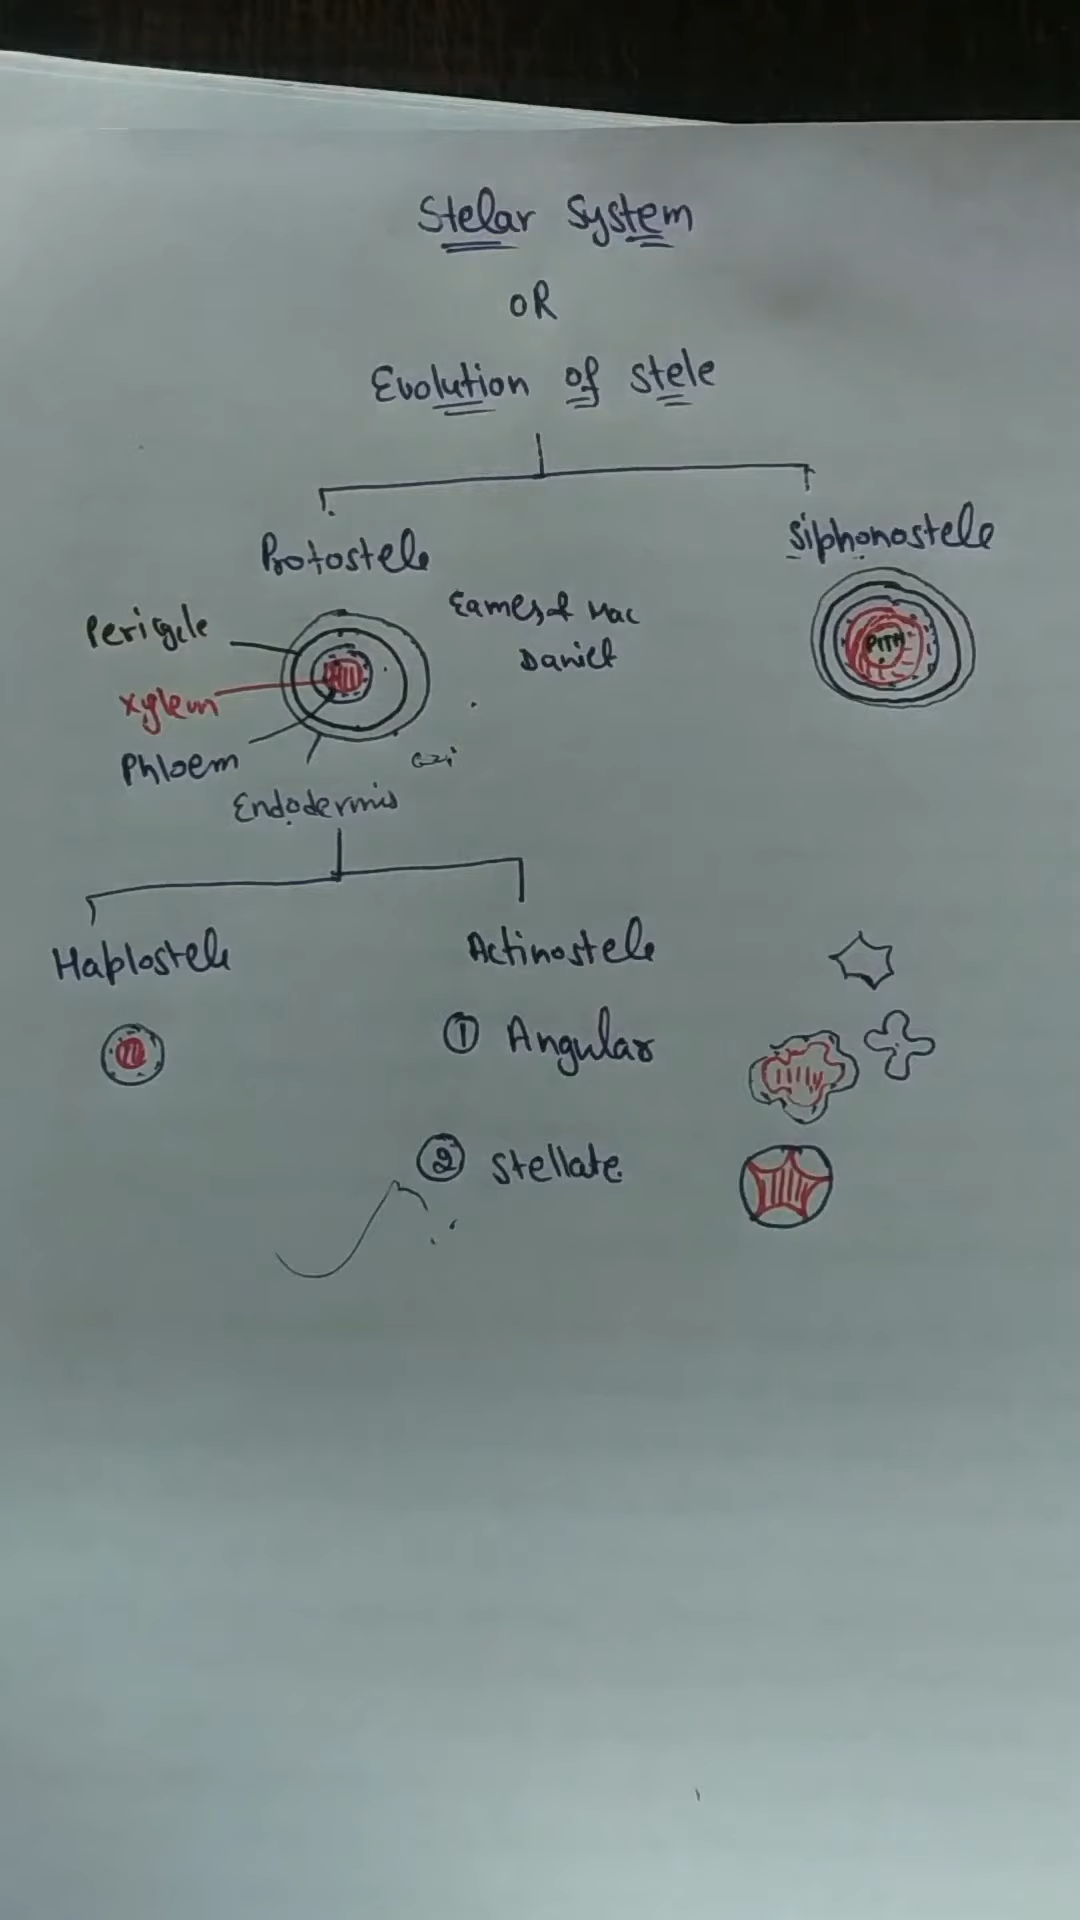 Stelar System
OR
Evolution of Stele
Protostele
Siphonostele
Eames & Mac
Daniel
Pericycle
Xylem
Phloem
Endodermis
PITH
Haplostele
Actinostele
① Angular
② Stellate